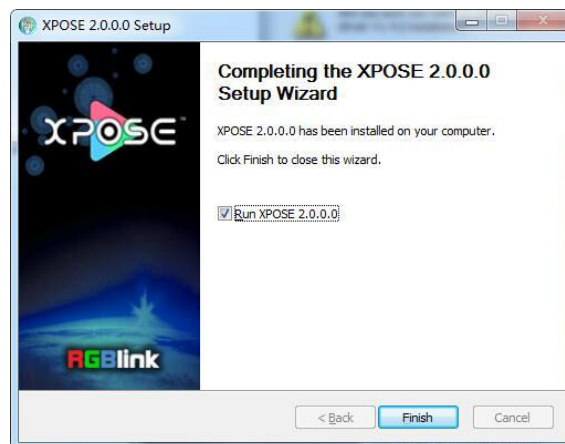 XPOSE 2.0.0.0 Setup
XPOSE™
Completing the XPOSE 2.0.0.0
Setup Wizard
XPOSE 2.0.0.0 has been installed on your computer.
Click Finish to close this wizard.
Run XPOSE 2.0.0.0
RGBlink
< Back
Finish
Cancel